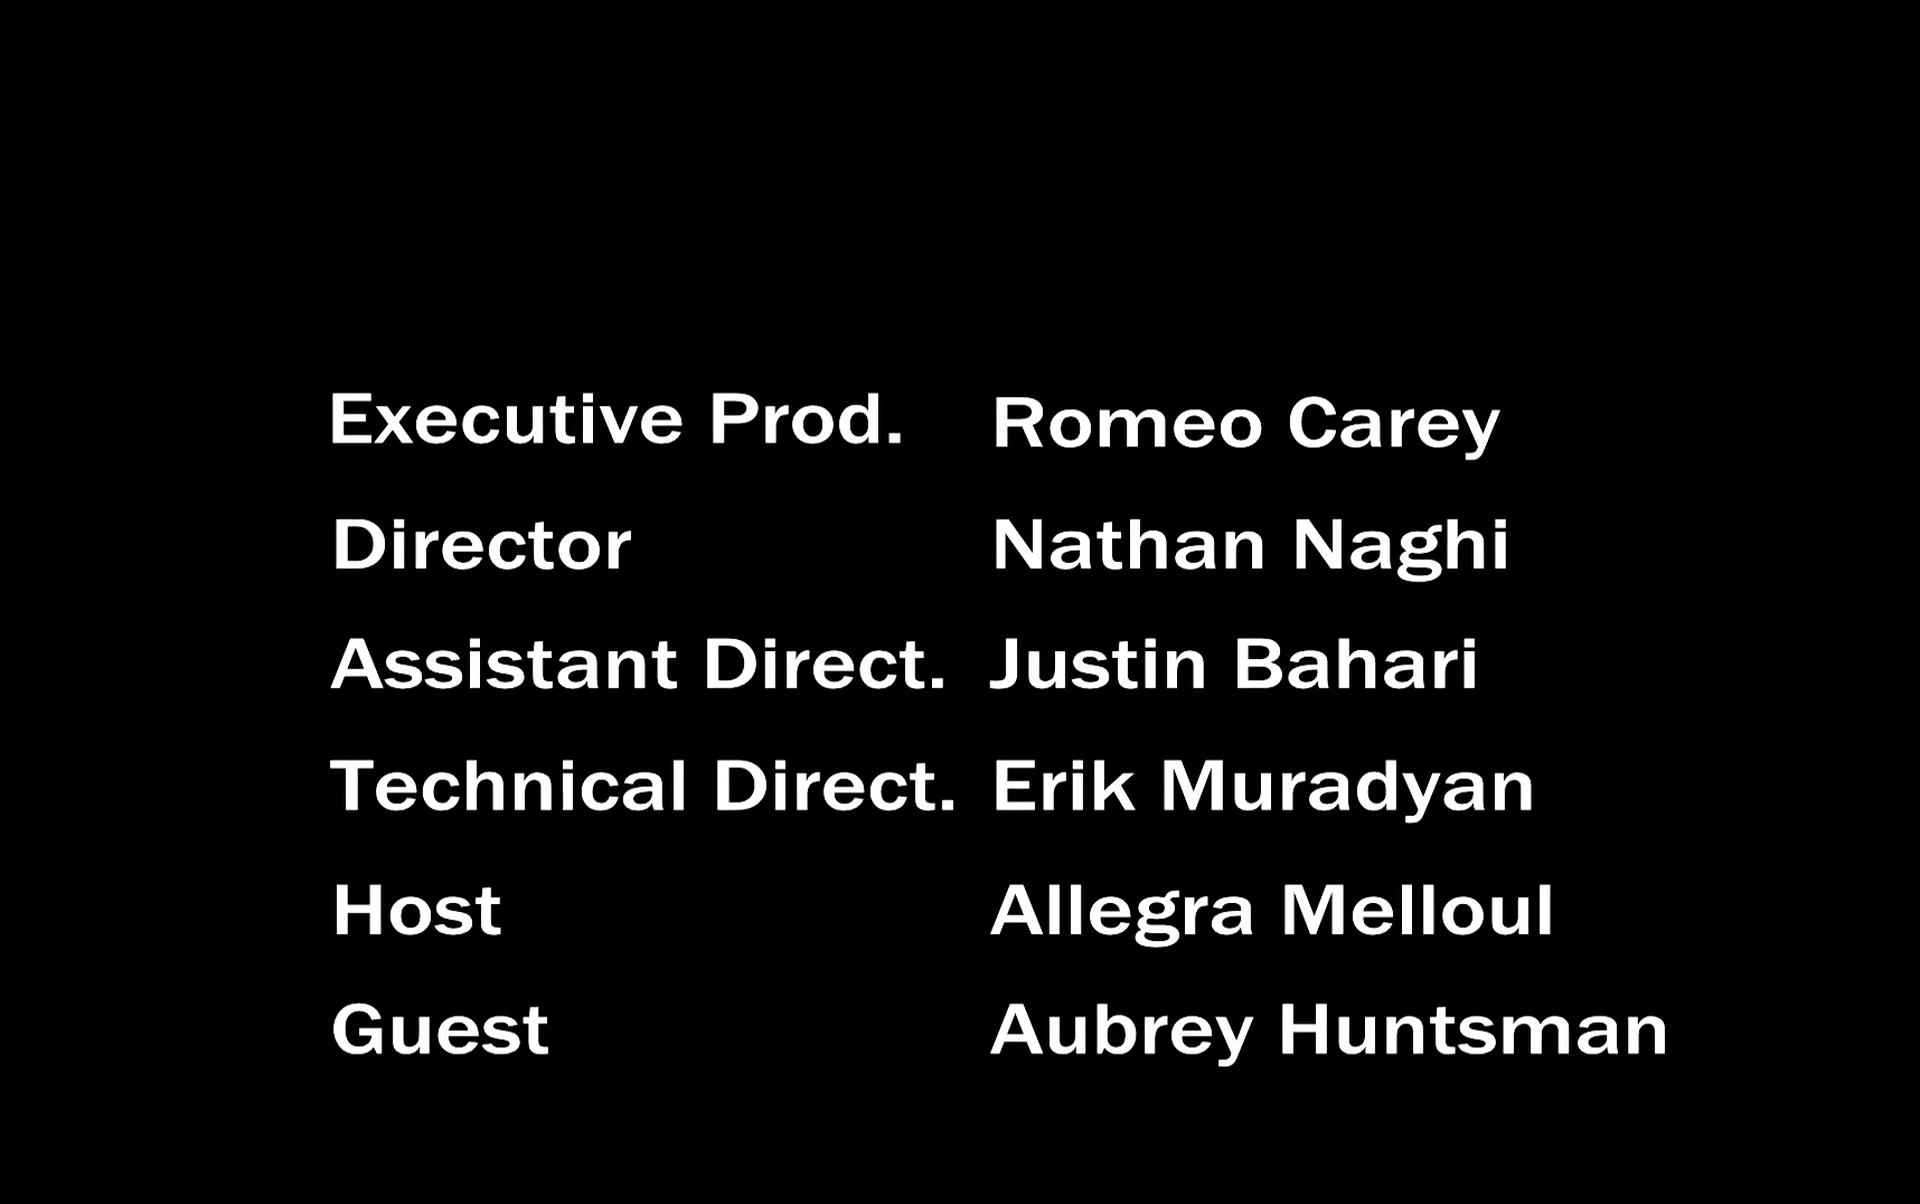 Executive Prod. Romeo Carey
Director Nathan Naghi
Assistant Direct. Justin Bahari
Technical Direct. Erik Muradyan
Host Allegra Melloul
Guest Aubrey Huntsman